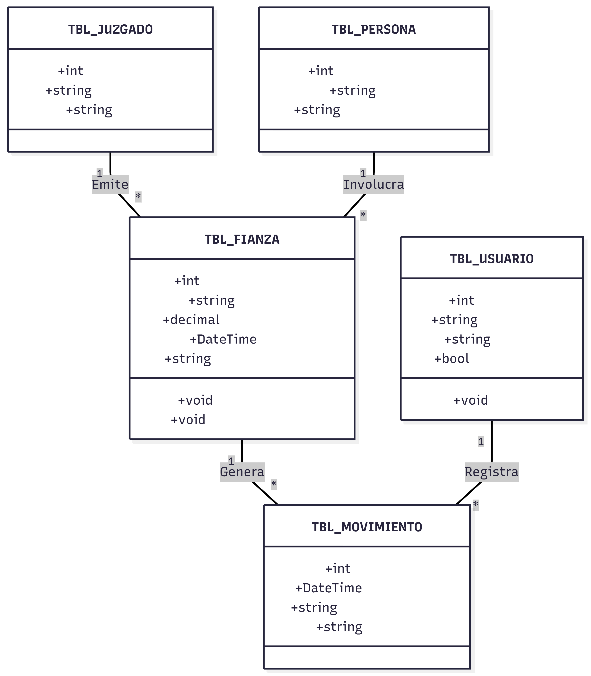 TBL_JUZGADO
+int
+string
+string
TBL_PERSONA
+int
+string
+string
1
Emite
*
1
Involucra
*
TBL_FIANZA
+int
+string
+decimal
+DateTime
+string
+void
+void
TBL_USUARIO
+int
+string
+string
+bool
+void
1
Genera
*
1
Registra
*
TBL_MOVIMIENTO
+int
+DateTime
+string
+string